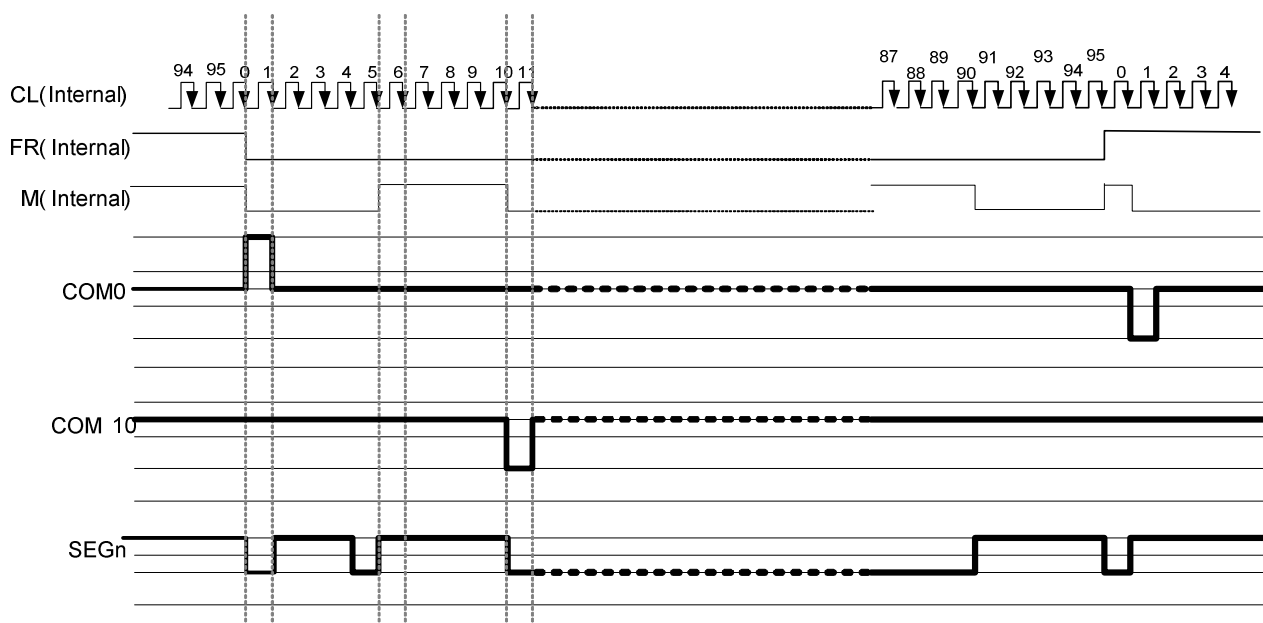 94 95 0 1 2 3 4 5 6 7 8 9 10 11 87 88 89 90 91 92 93 94 95 0 1 2 3 4
CL(Internal)
FR( Internal)
M( Internal)
COM0
COM 10
SEGn